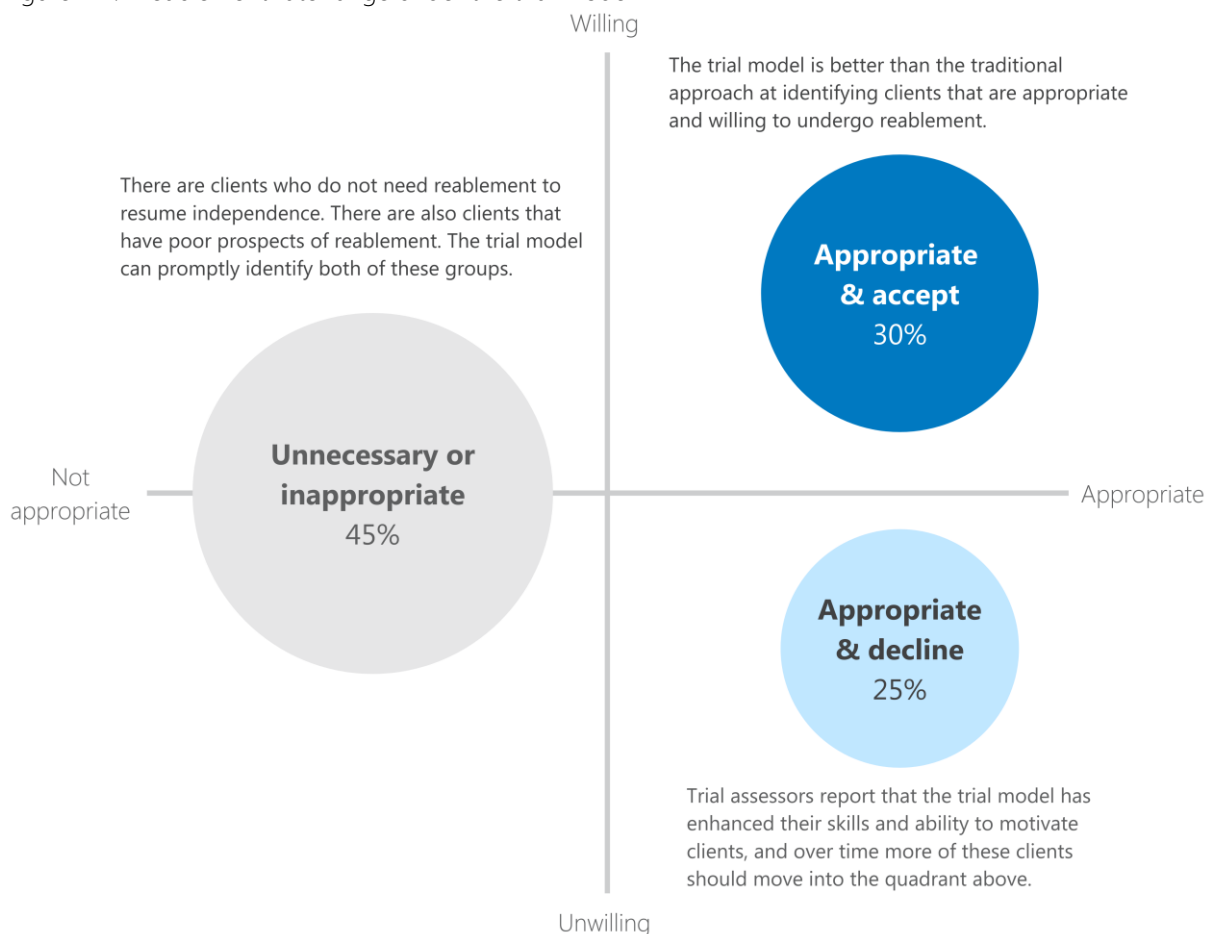 Willing
The trial model is better than the traditional
approach at identifying clients that are appropriate
and willing to undergo reablement.
There are clients who do not need reablement to
resume independence. There are also clients that
have poor prospects of reablement. The trial model
can promptly identify both of these groups.
Appropriate
& accept
30%
Unnecessary or
inappropriate
45%
Not
appropriate
Appropriate
Appropriate
& decline
25%
Trial assessors report that the trial model has
enhanced their skills and ability to motivate
clients, and over time more of these clients
should move into the quadrant above.
Unwilling